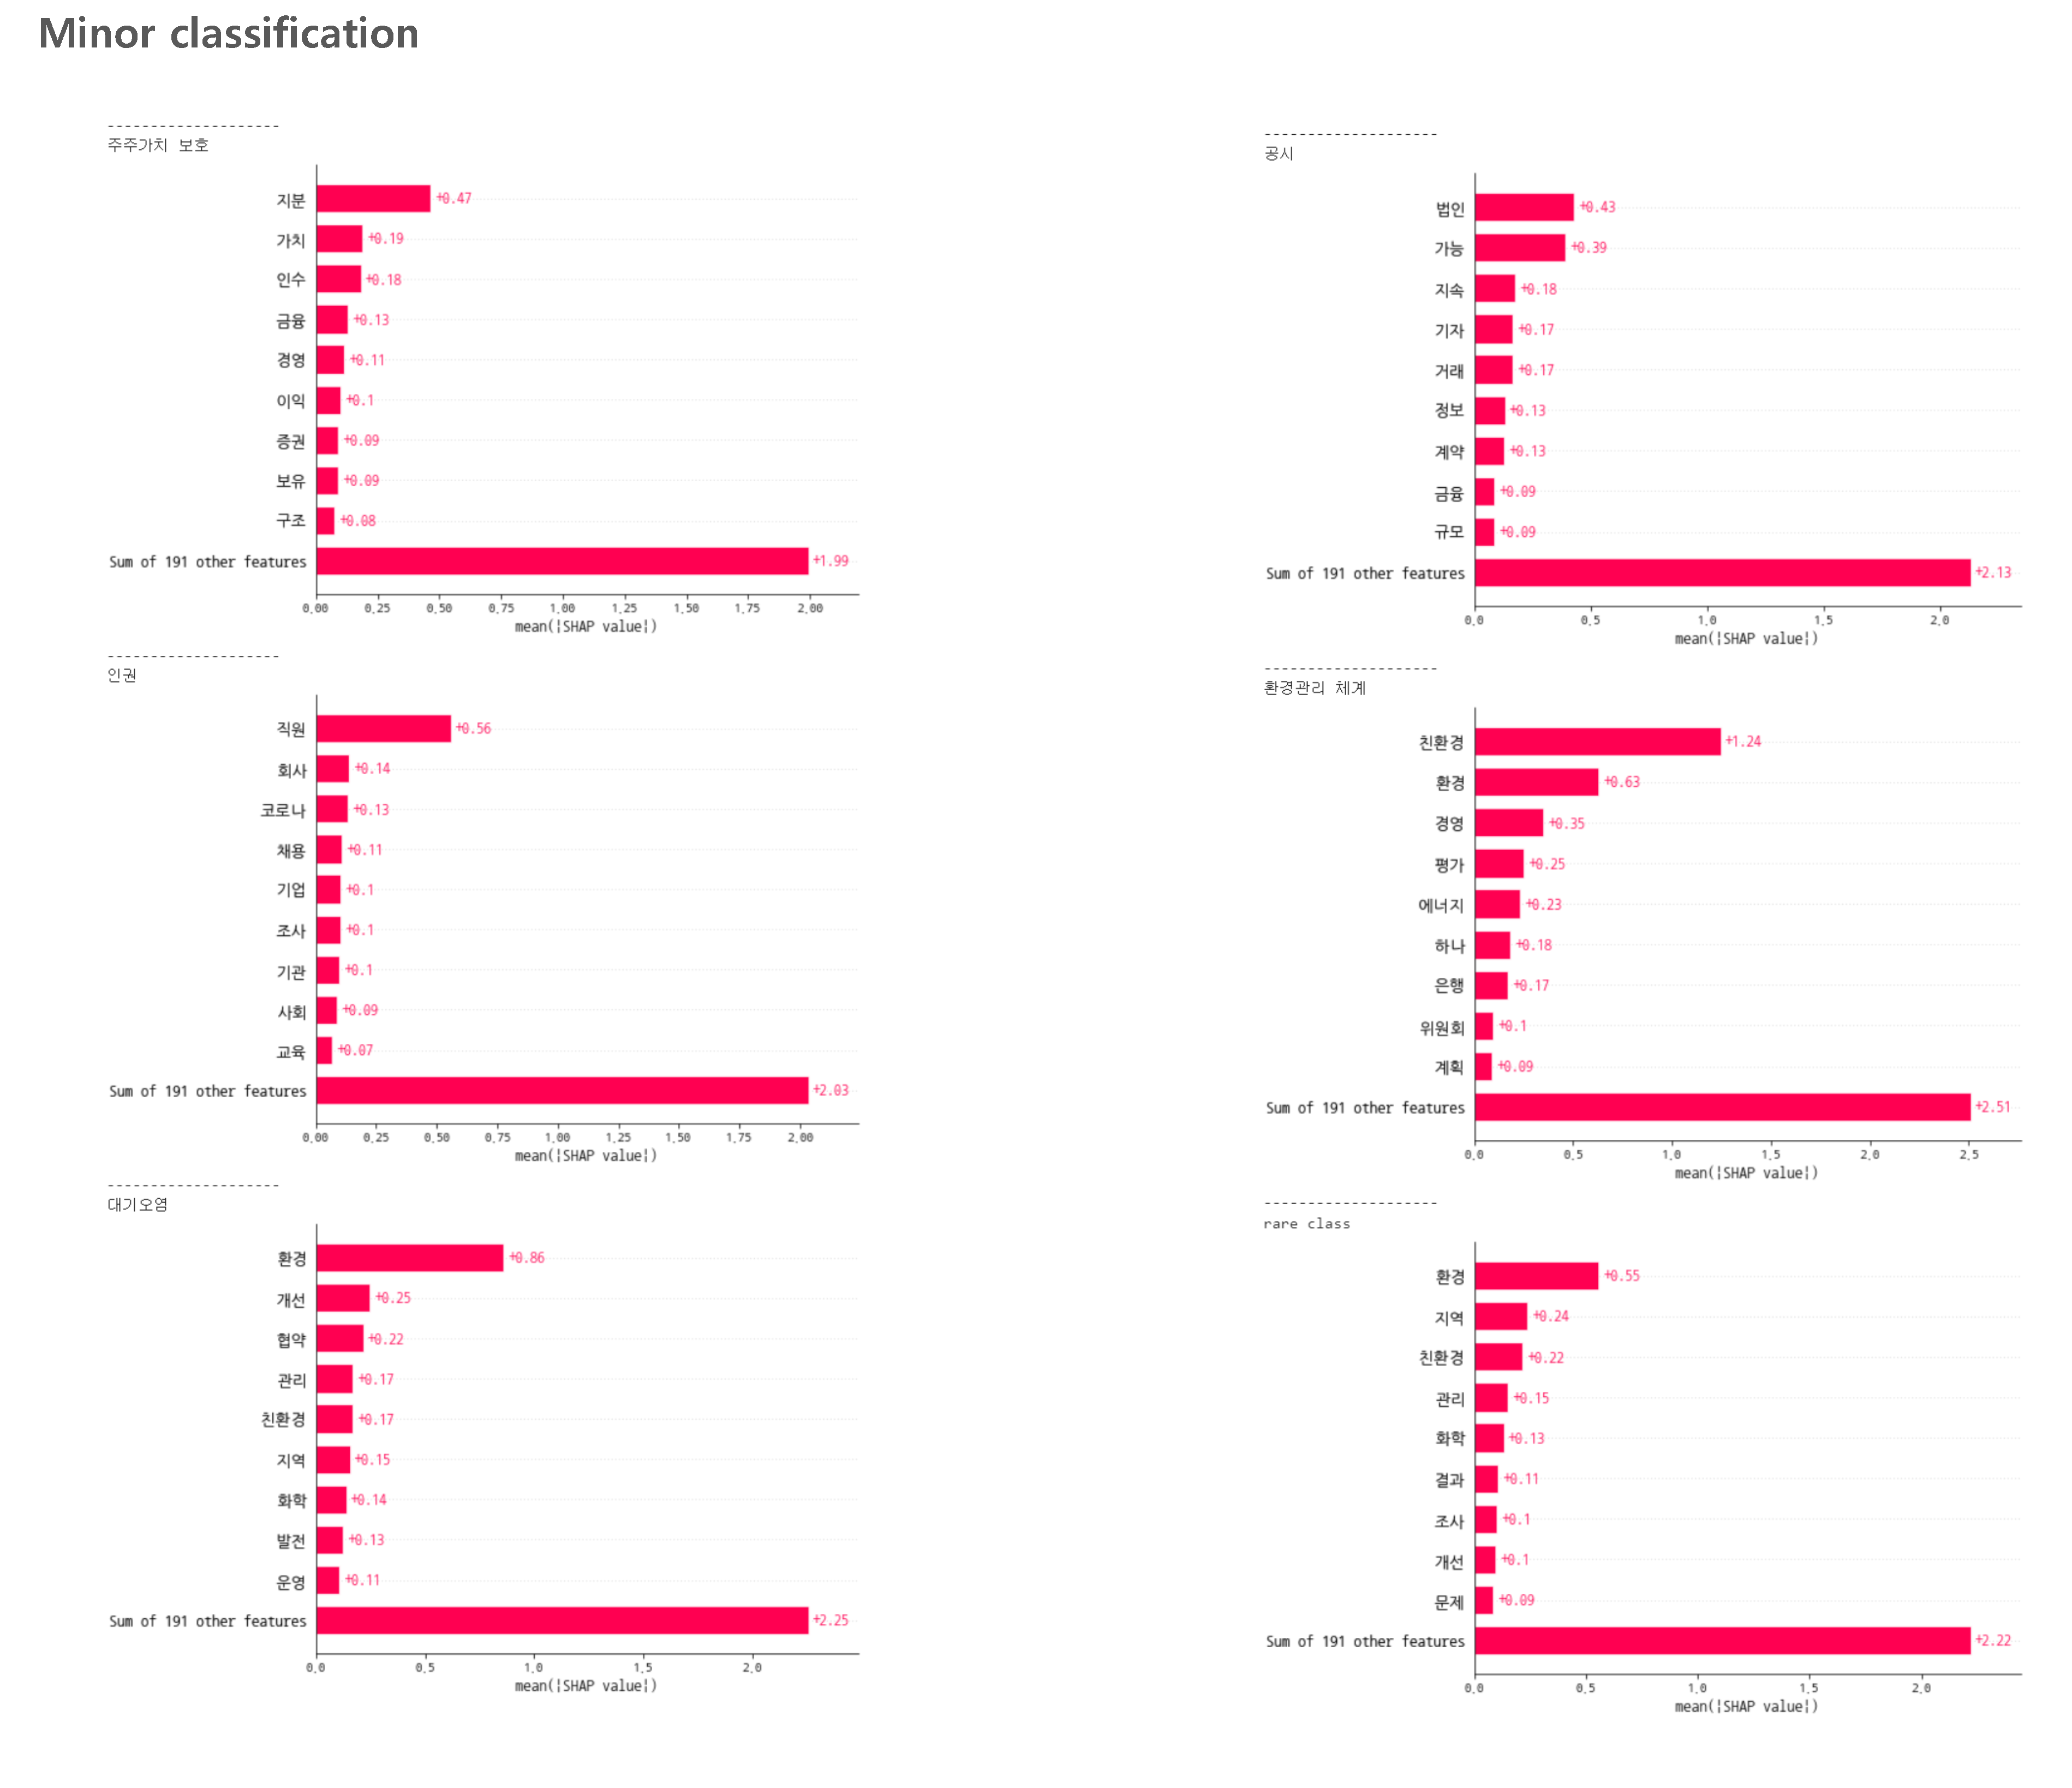 Minor classification
--------------------
주주가치 보호
지분 +0.47
가치 +0.19
인수 +0.18
금융 +0.13
경영 +0.11
이익 +0.1
증권 +0.09
보유 +0.09
구조 +0.08
Sum of 191 other features +1.99
0.00 0.25 0.50 0.75 1.00 1.25 1.50 1.75 2.00
mean(|SHAP value|)
--------------------
인권
직원 +0.56
회사 +0.14
코로나 +0.13
채용 +0.11
기업 +0.1
조사 +0.1
기관 +0.1
사회 +0.09
교육 +0.07
Sum of 191 other features +2.03
0.00 0.25 0.50 0.75 1.00 1.25 1.50 1.75 2.00
mean(|SHAP value|)
--------------------
대기오염
환경 +0.86
개선 +0.25
협약 +0.22
관리 +0.17
친환경 +0.17
지역 +0.15
화학 +0.14
발전 +0.13
운영 +0.11
Sum of 191 other features +2.25
0.0 0.5 1.0 1.5 2.0
mean(|SHAP value|)
--------------------
공시
법인 +0.43
가능 +0.39
지속 +0.18
기자 +0.17
거래 +0.17
정보 +0.13
계약 +0.13
금융 +0.09
규모 +0.09
Sum of 191 other features +2.13
0.0 0.5 1.0 1.5 2.0
mean(|SHAP value|)
--------------------
환경관리 체계
친환경 +1.24
환경 +0.63
경영 +0.35
평가 +0.25
에너지 +0.23
하나 +0.18
은행 +0.17
위원회 +0.1
계획 +0.09
Sum of 191 other features +2.51
0.0 0.5 1.0 1.5 2.0 2.5
mean(|SHAP value|)
--------------------
rare class
환경 +0.55
지역 +0.24
친환경 +0.22
관리 +0.15
화학 +0.13
결과 +0.11
조사 +0.1
개선 +0.1
문제 +0.09
Sum of 191 other features +2.22
0.0 0.5 1.0 1.5 2.0
mean(|SHAP value|)